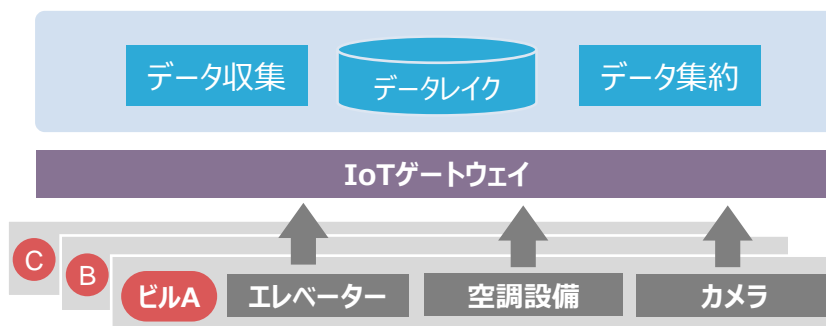 データ収集
データレイク
データ集約
IoTゲートウェイ
C
B
ビルA
エレベーター
空調設備
カメラ